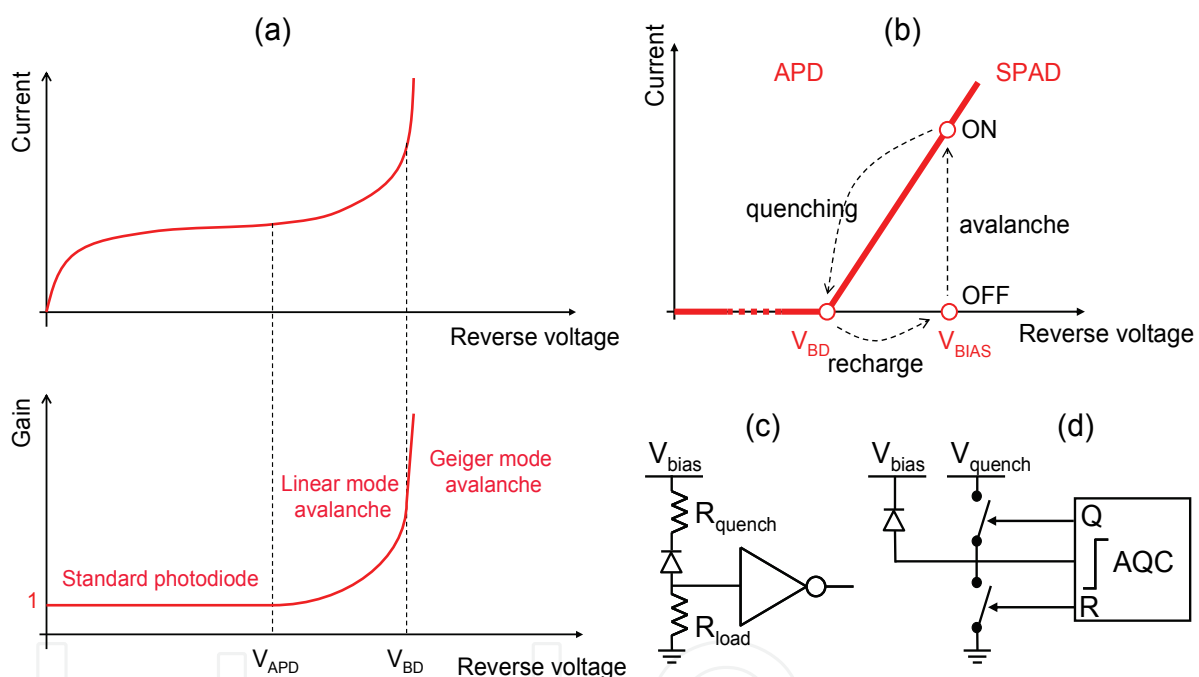 (a)
Current
Reverse voltage
Gain
Geiger mode
avalanche
Linear mode
avalanche
Standard photodiode
1
V_APD
V_BD
Reverse voltage
(b)
Current
APD
SPAD
ON
quenching
avalanche
OFF
V_BD
V_BIAS
Reverse voltage
recharge
(c)
V_bias
R_quench
R_load
(d)
V_bias
V_quench
Q
AQC
R